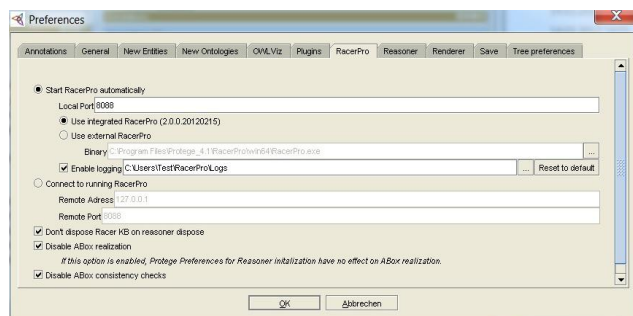 Preferences
Annotations General New Entities New Ontologies OWLViz Plugins RacerPro Reasoner Renderer Save Tree preferences
Start RacerPro automatically
Local Port 8088
Use integrated RacerPro (2.0.0.20120215)
Use external RacerPro
Binary C:\Program Files\Protege_4.1\RacerPro\win64\RacerPro.exe ...
Enable logging C:\Users\Test\RacerPro\Logs ... Reset to default
Connect to running RacerPro
Remote Adress 127.0.0.1
Remote Port 8088
Don't dispose Racer KB on reasoner dispose
Disable ABox realization
If this option is enabled, Protege Preferences for Reasoner initalization have no effect on ABox realization.
Disable ABox consistency checks
OK Abbrechen